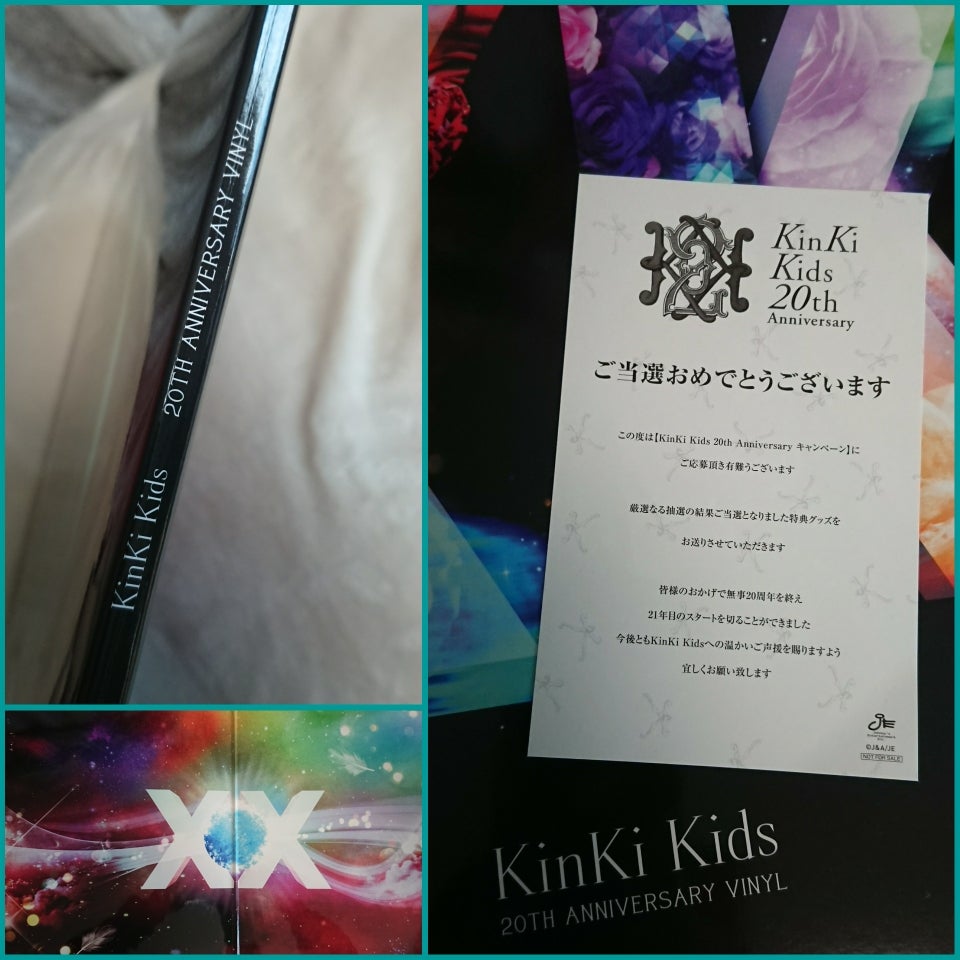 KinKi Kids 20TH ANNIVERSARY VINYL
XX
KinKi
Kids
20th
Anniversary
ご当選おめでとうございます
この度は【KinKi Kids 20th Anniversary キャンペーン】に
ご応募頂き有難うございます
厳選なる抽選の結果ご当選となりました特典グッズを
お送りさせていただきます
皆様のおかげで無事20周年を終え
21年目のスタートを切ることができました
今後ともKinKi Kidsへの温かいご声援を賜りますよう
宜しくお願い致します
©J&A/JE
NOT FOR SALE
KinKi Kids
20TH ANNIVERSARY VINYL